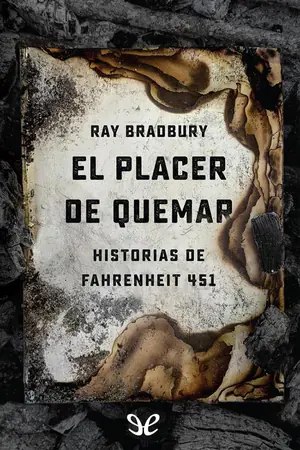 RAY BRADBURY
EL PLACER
DE QUEMAR
HISTORIAS DE
FAHRENHEIT 451